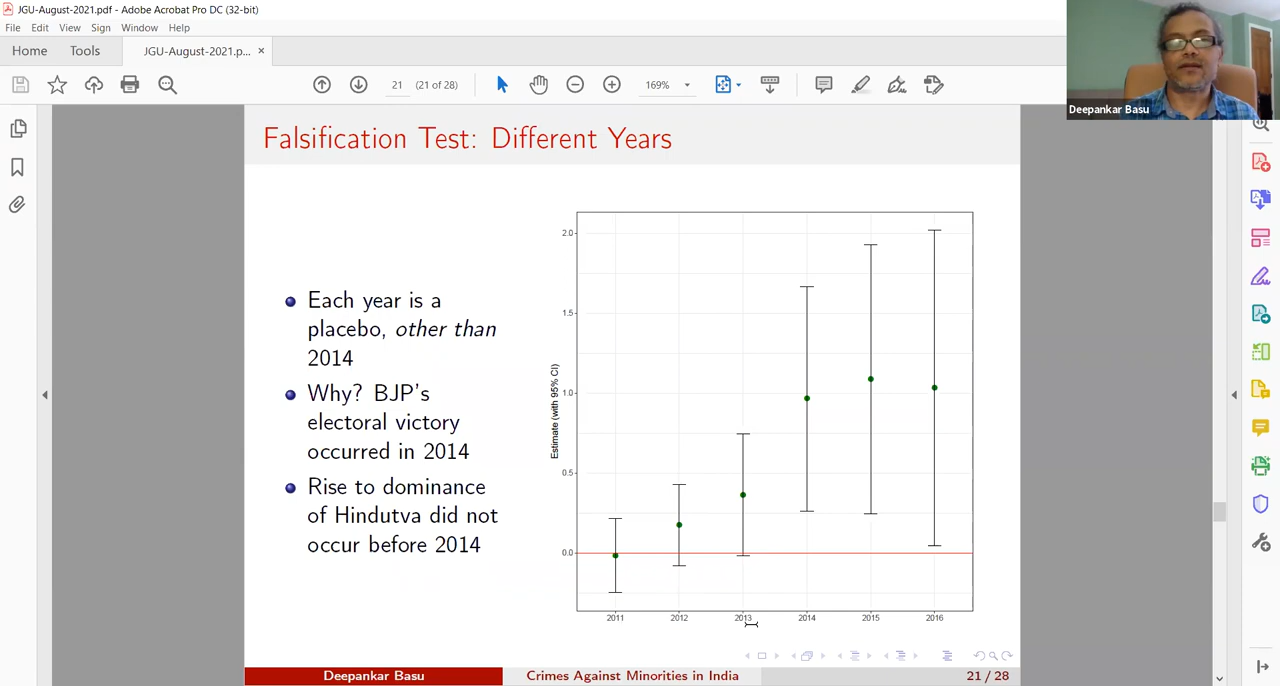 JGU-August-2021.pdf - Adobe Acrobat Pro DC (32-bit)
File Edit View Sign Window Help
Home Tools JGU-August-2021.p... ×
21 (21 of 28) 169%
Deepankar Basu
Falsification Test: Different Years
Each year is a
placebo, other than
2014
Why? BJP's
electoral victory
occurred in 2014
Rise to dominance
of Hindutva did not
occur before 2014
Estimate (with 95% CI)
2.0
1.5
1.0
0.5
0.0
2011 2012 2013 2014 2015 2016
Deepankar Basu Crimes Against Minorities in India 21 / 28